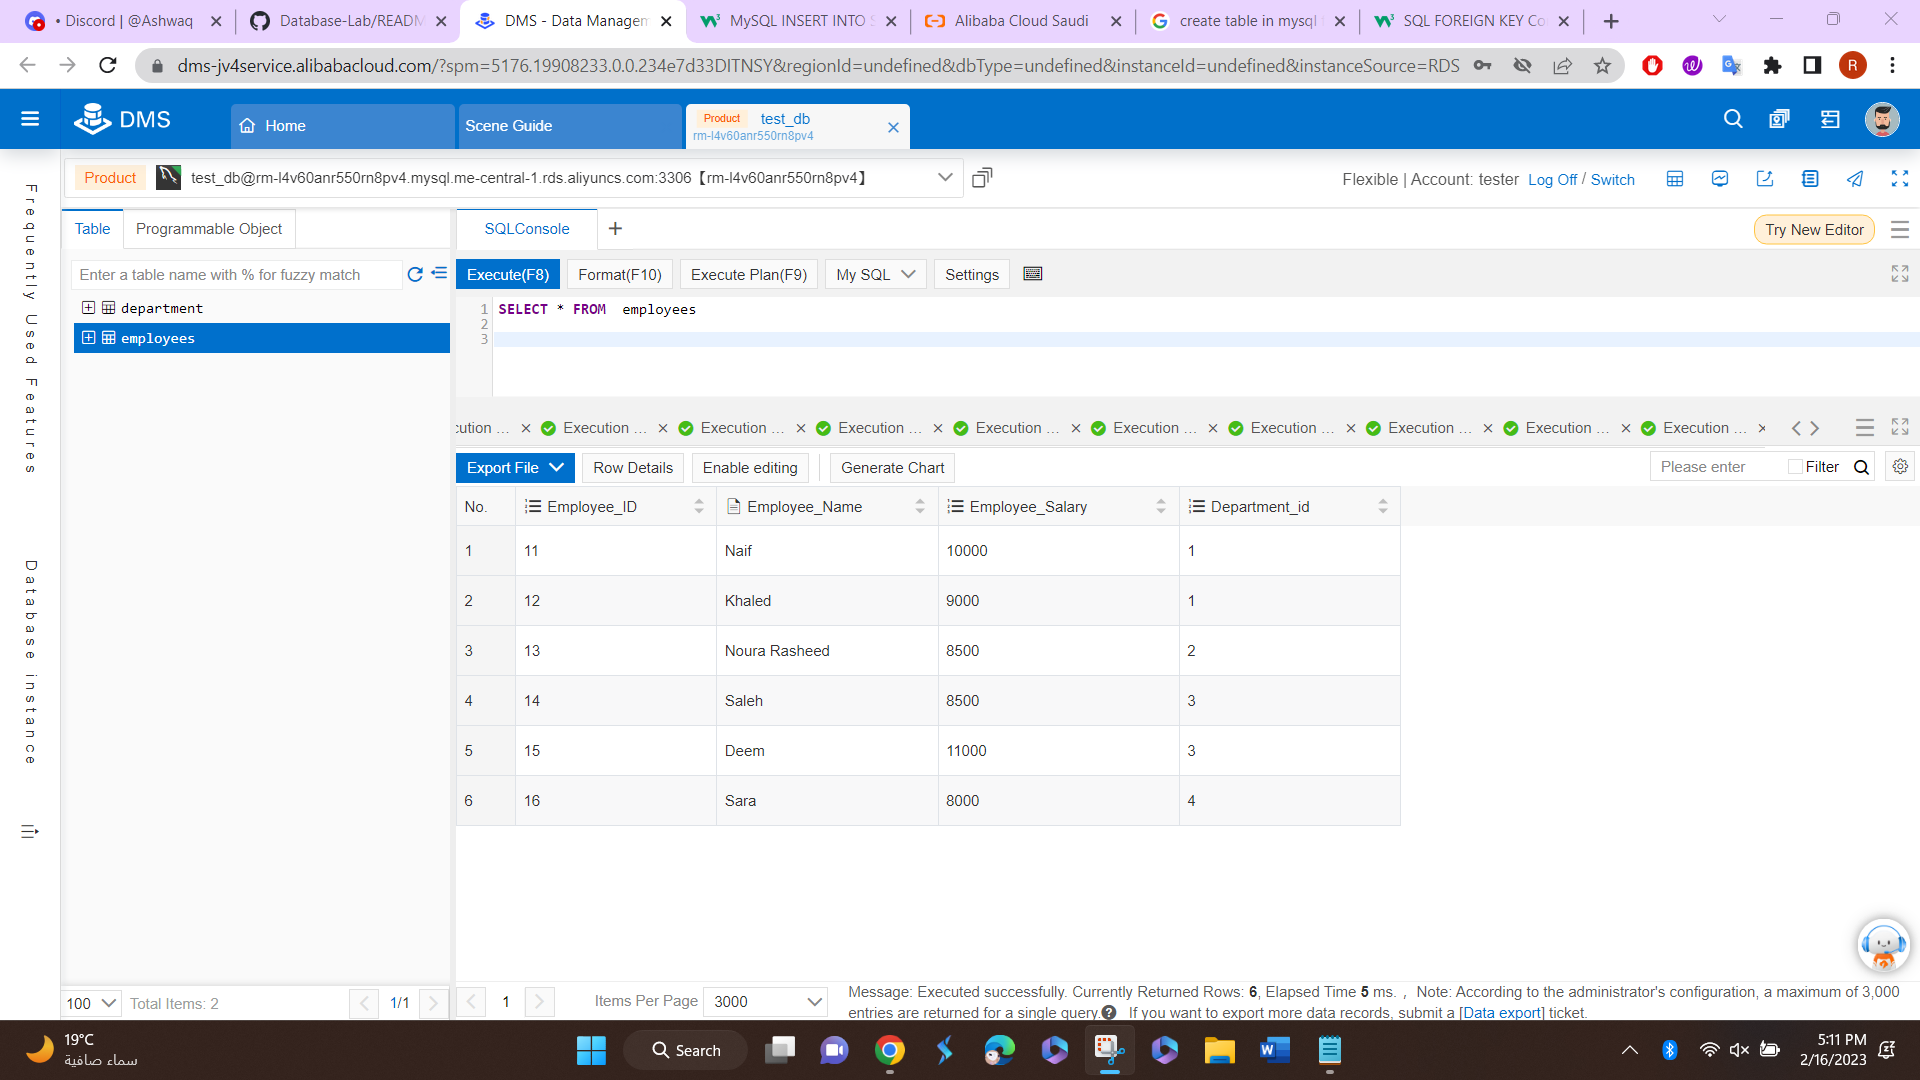 • Discord | @Ashwaq
Database-Lab/READM
DMS - Data Managem
MySQL INSERT INTO S
Alibaba Cloud Saudi
create table in mysql
SQL FOREIGN KEY Co
dms-jv4service.alibabacloud.com/?spm=5176.19908233.0.0.234e7d33DITNSY&regionId=undefined&dbType=undefined&instanceId=undefined&instanceSource=RDS
R
DMS
Home
Scene Guide
Product test_db
rm-l4v60anr550rn8pv4
Product test_db@rm-l4v60anr550rn8pv4.mysql.me-central-1.rds.aliyuncs.com:3306【rm-l4v60anr550rn8pv4】
Flexible | Account: tester Log Off / Switch
Frequently Used Features
Database instance
Table Programmable Object
Enter a table name with % for fuzzy match
department
employees
SQLConsole
Try New Editor
Execute(F8) Format(F10) Execute Plan(F9) My SQL Settings
1 SELECT * FROM employees
2
3
cution ... Execution ... Execution ... Execution ... Execution ... Execution ... Execution ... Execution ... Execution ... Execution ...
Export File Row Details Enable editing Generate Chart
Please enter Filter
No. Employee_ID Employee_Name Employee_Salary Department_id
1 11 Naif 10000 1
2 12 Khaled 9000 1
3 13 Noura Rasheed 8500 2
4 14 Saleh 8500 3
5 15 Deem 11000 3
6 16 Sara 8000 4
100 Total Items: 2 1/1
1 Items Per Page 3000
Message: Executed successfully. Currently Returned Rows: 6, Elapsed Time 5 ms. , Note: According to the administrator's configuration, a maximum of 3,000
entries are returned for a single query. If you want to export more data records, submit a [Data export] ticket.
19°C
سماء صافية
Search
5:11 PM
2/16/2023